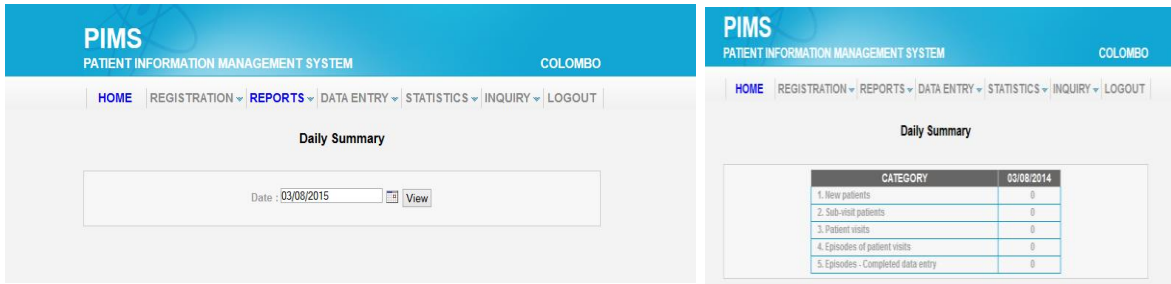 PIMS
PATIENT INFORMATION MANAGEMENT SYSTEM COLOMBO
HOME REGISTRATION REPORTS DATA ENTRY STATISTICS INQUIRY LOGOUT
Daily Summary
Date : 03/08/2015 View
PIMS
PATIENT INFORMATION MANAGEMENT SYSTEM COLOMBO
HOME REGISTRATION REPORTS DATA ENTRY STATISTICS INQUIRY LOGOUT
Daily Summary
CATEGORY 03/08/2014
1. New patients 0
2. Sub-visit patients 0
3. Patient visits 0
4. Episodes of patient visits 0
5. Episodes - Completed data entry 0